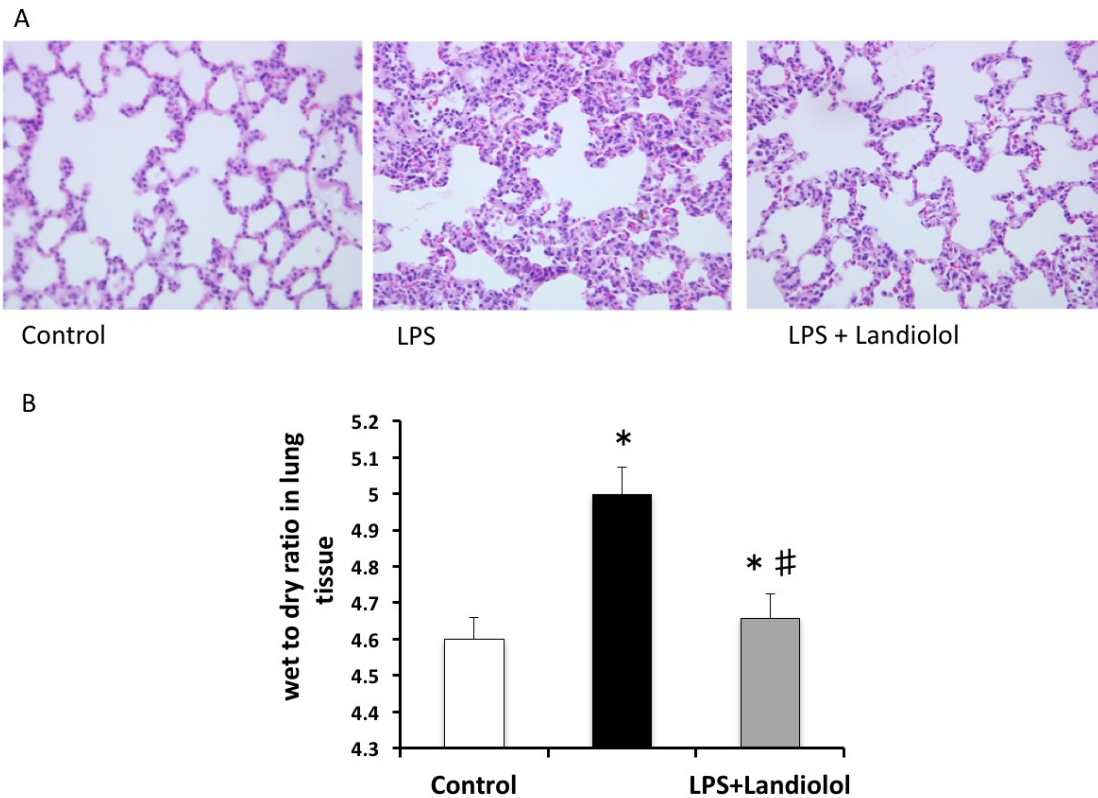 A
Control
LPS
LPS + Landiolol
B
wet to dry ratio in lung
tissue
5.2
5.1
5
4.9
4.8
4.7
4.6
4.5
4.4
4.3
*
* #
Control
LPS+Landiolol